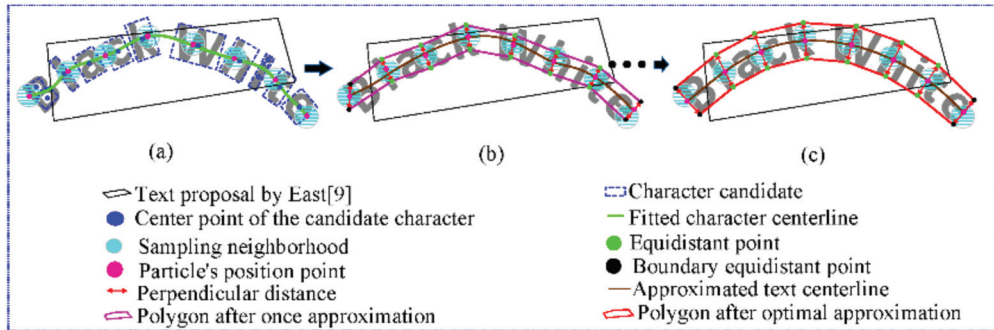 Black White
Black White
Black White
(a)
(b)
(c)
Text proposal by East[9]
Center point of the candidate character
Sampling neighborhood
Particle's position point
Perpendicular distance
Polygon after once approximation
Character candidate
Fitted character centerline
Equidistant point
Boundary equidistant point
Approximated text centerline
Polygon after optimal approximation